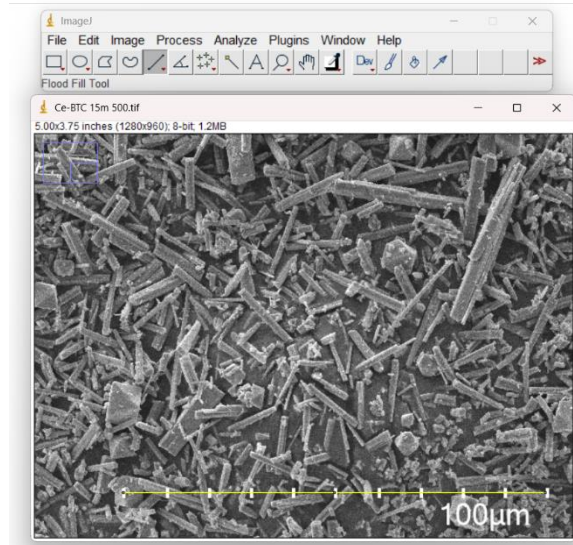 ImageJ
File Edit Image Process Analyze Plugins Window Help
A Dev
Flood Fill Tool
Ce-BTC 15m 500.tif
5.00x3.75 inches (1280x960); 8-bit; 1.2MB
100µm